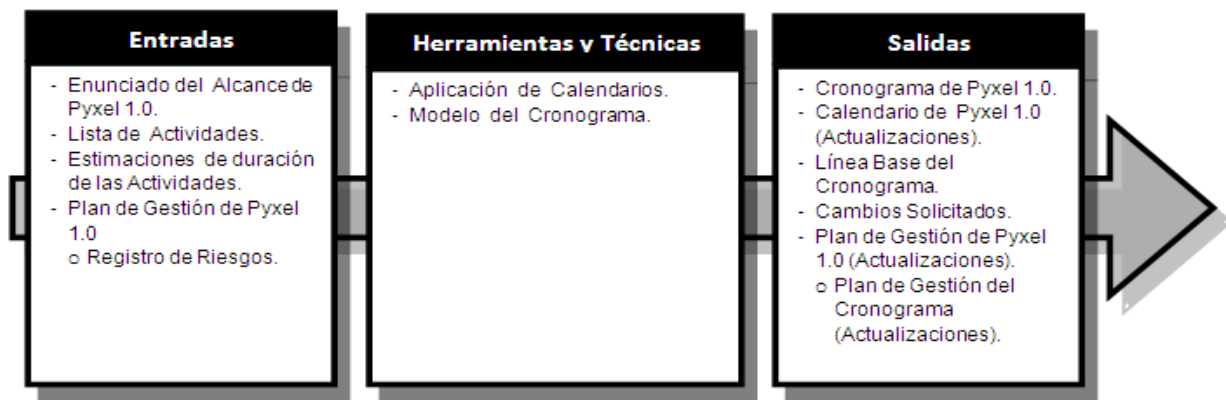 Entradas
- Enunciado del Alcance de
Pyxel 1.0.
- Lista de Actividades.
- Estimaciones de duración
de las Actividades.
- Plan de Gestión de Pyxel
1.0
o Registro de Riesgos.
Herramientas y Técnicas
- Aplicación de Calendarios.
- Modelo del Cronograma.
Salidas
- Cronograma de Pyxel 1.0.
- Calendario de Pyxel 1.0
(Actualizaciones).
- Línea Base del
Cronograma.
- Cambios Solicitados.
- Plan de Gestión de Pyxel
1.0 (Actualizaciones).
o Plan de Gestión del
Cronograma
(Actualizaciones).